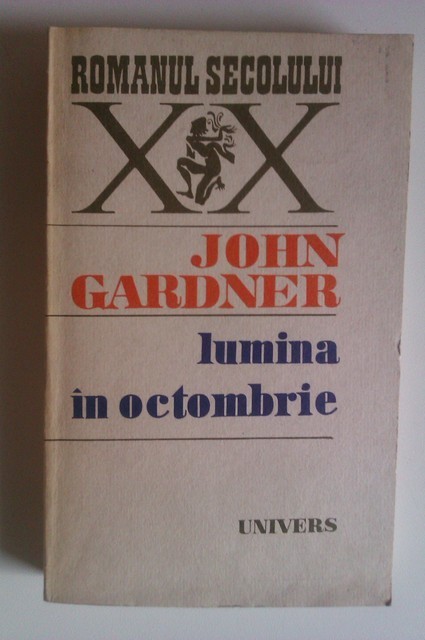 ROMANUL SECOLULUI
XX
JOHN
GARDNER
lumina
în octombrie
UNIVERS